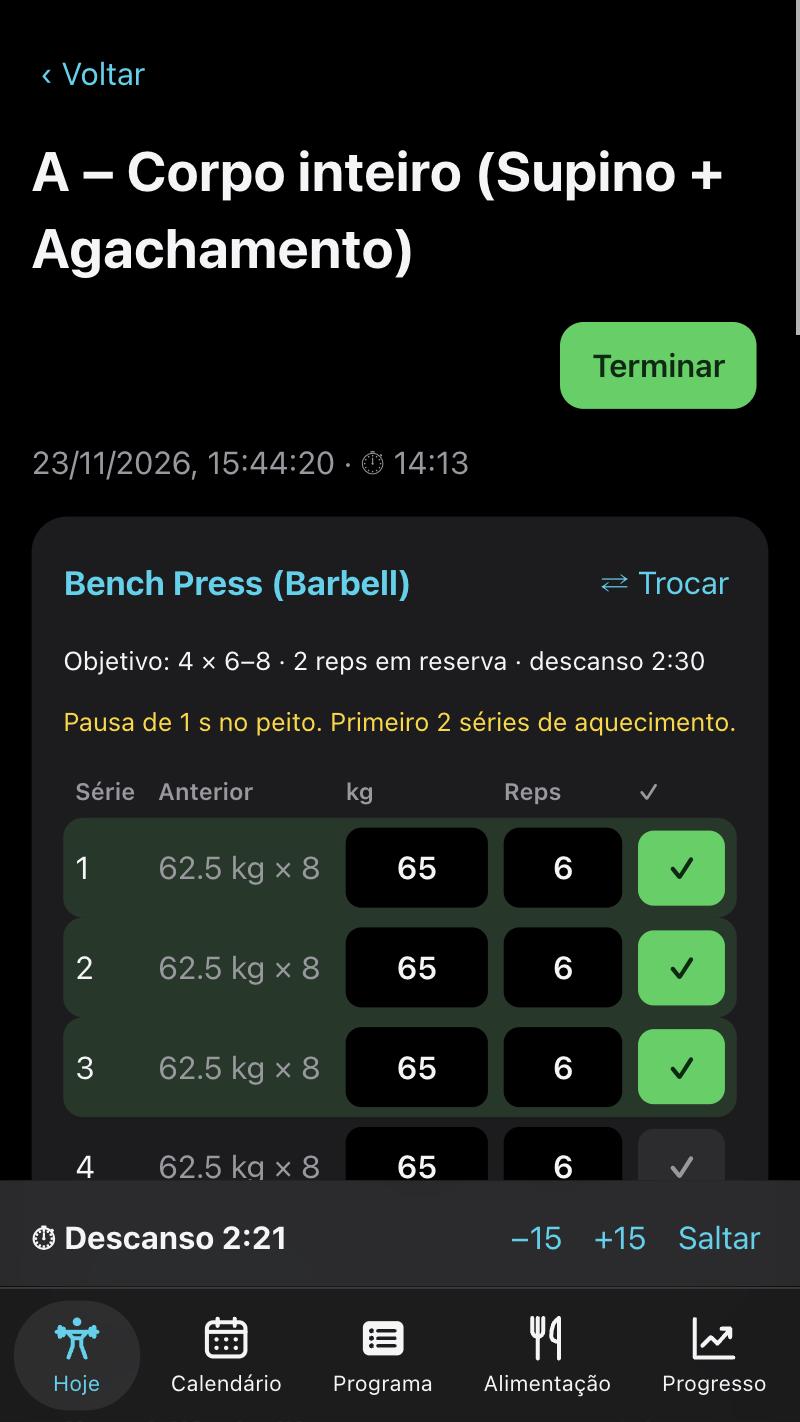 ‹ Voltar
A – Corpo inteiro (Supino +
Agachamento)
Terminar
23/11/2026, 15:44:20 · ⏱ 14:13
Bench Press (Barbell) ⇄ Trocar
Objetivo: 4 × 6–8 · 2 reps em reserva · descanso 2:30
Pausa de 1 s no peito. Primeiro 2 séries de aquecimento.
Série Anterior kg Reps ✓
1 62.5 kg × 8 65 6 ✓
2 62.5 kg × 8 65 6 ✓
3 62.5 kg × 8 65 6 ✓
4 62.5 kg × 8 65 6 ✓
⏱ Descanso 2:21 −15 +15 Saltar
Hoje Calendário Programa Alimentação Progresso